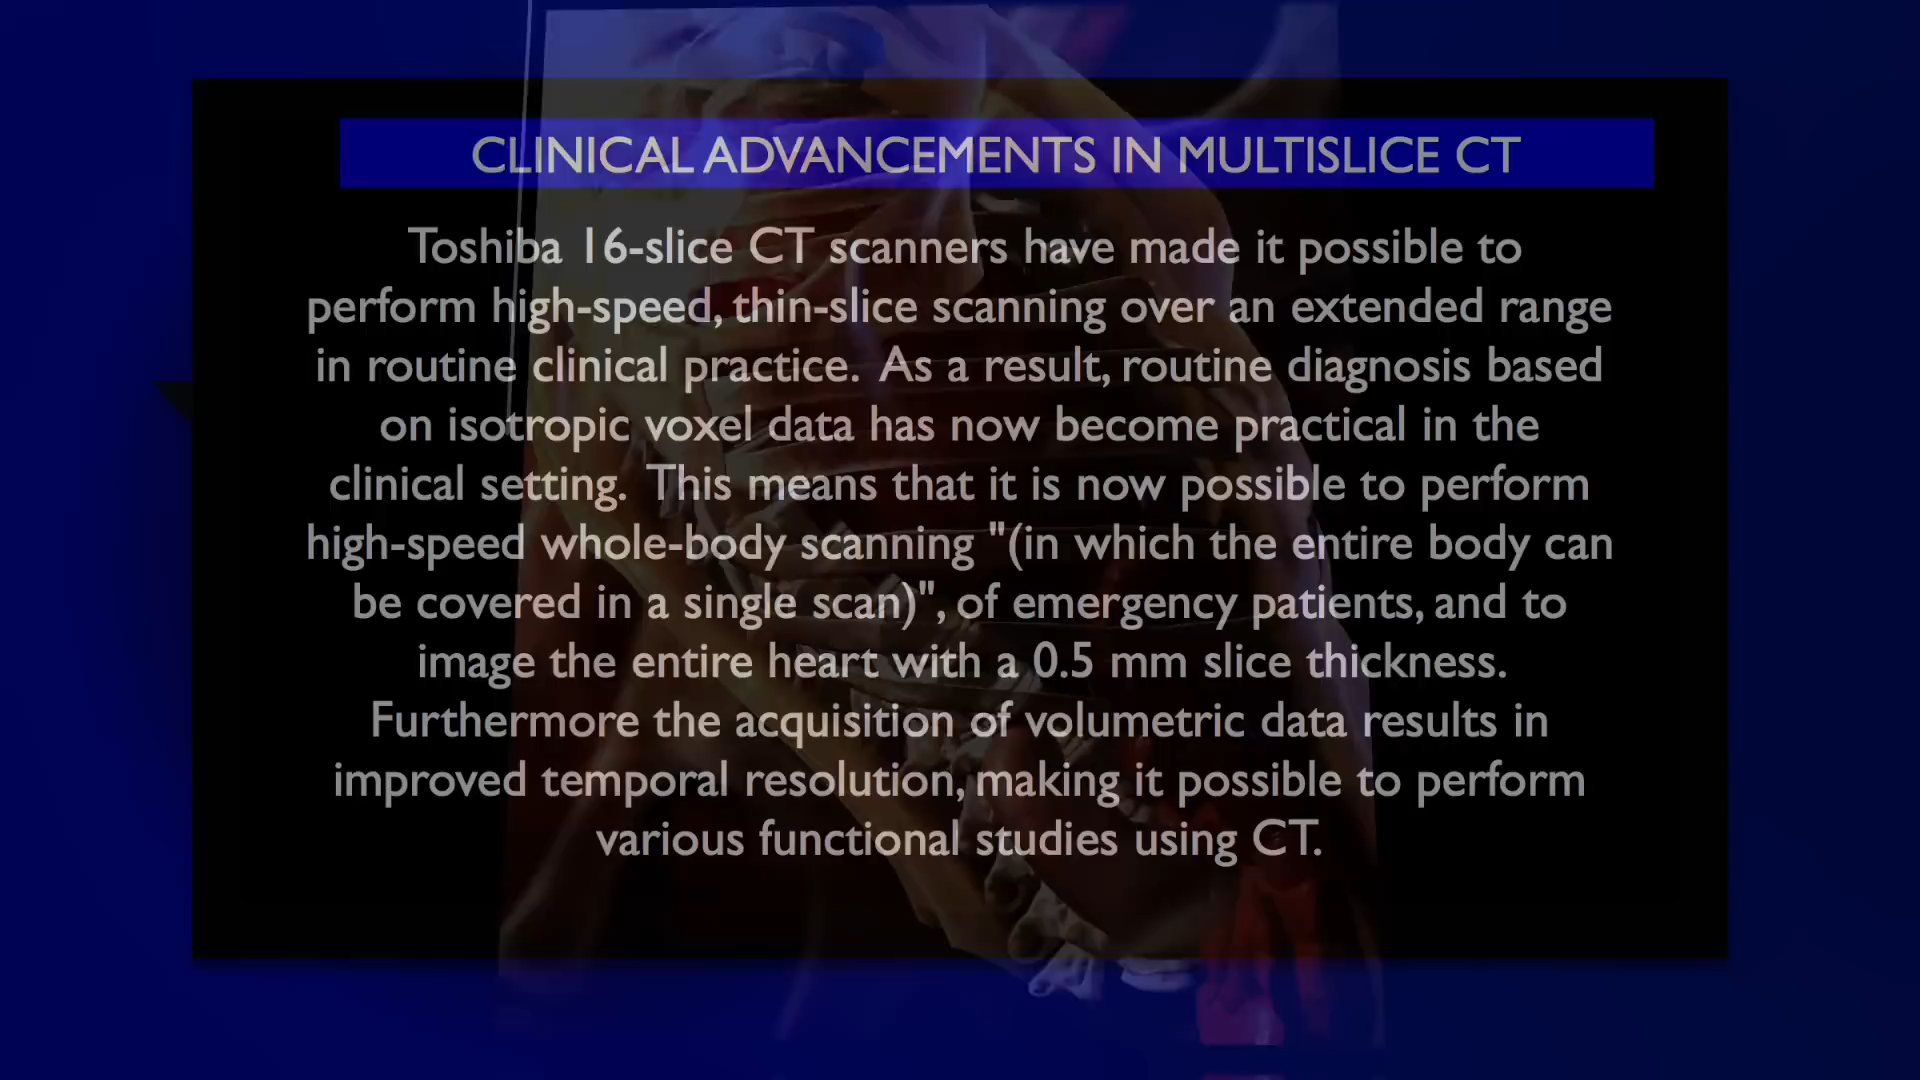 CLINICAL ADVANCEMENTS IN MULTISLICE CT
Toshiba 16-slice CT scanners have made it possible to
perform high-speed, thin-slice scanning over an extended range
in routine clinical practice. As a result, routine diagnosis based
on isotropic voxel data has now become practical in the
clinical setting. This means that it is now possible to perform
high-speed whole-body scanning "(in which the entire body can
be covered in a single scan)", of emergency patients, and to
image the entire heart with a 0.5 mm slice thickness.
Furthermore the acquisition of volumetric data results in
improved temporal resolution, making it possible to perform
various functional studies using CT.